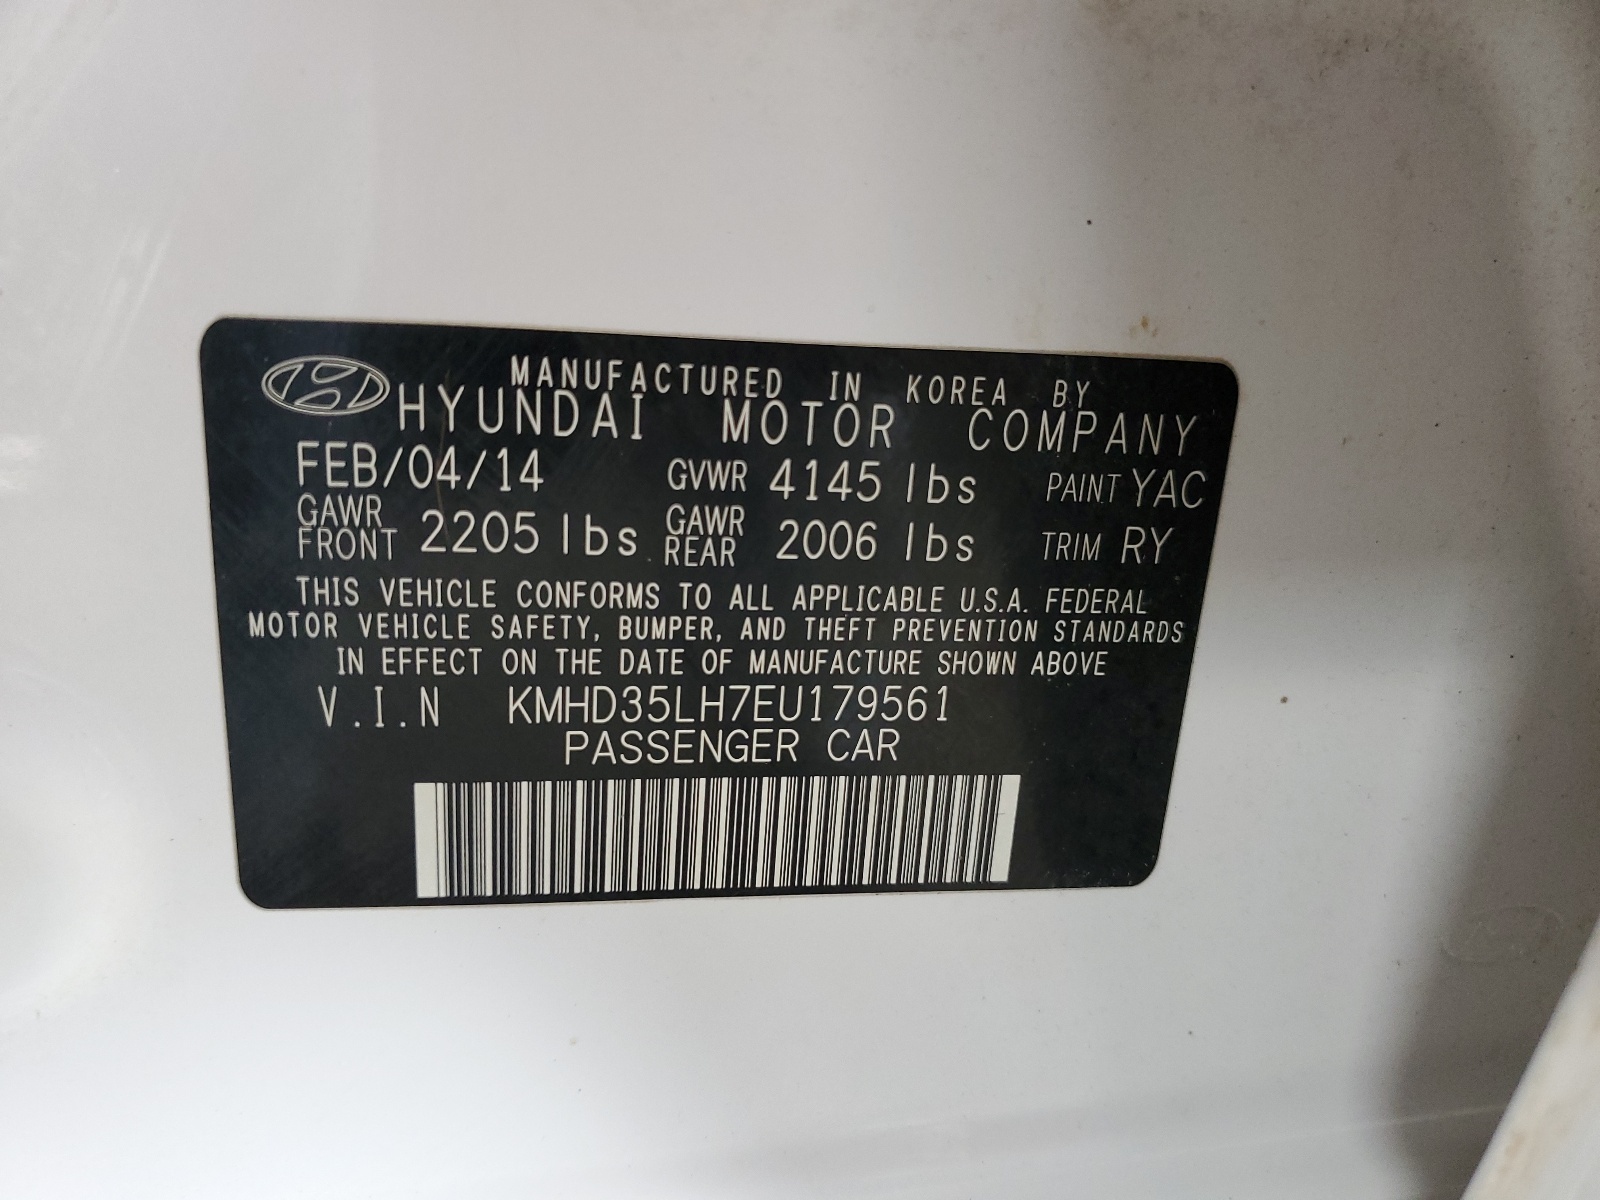 MANUFACTURED IN KOREA BY
HYUNDAI MOTOR COMPANY
FEB/04/14 GVWR 4145 lbs PAINT YAC
GAWR FRONT 2205 lbs GAWR REAR 2006 lbs TRIM RY
THIS VEHICLE CONFORMS TO ALL APPLICABLE U.S.A. FEDERAL
MOTOR VEHICLE SAFETY, BUMPER, AND THEFT PREVENTION STANDARDS
IN EFFECT ON THE DATE OF MANUFACTURE SHOWN ABOVE
V.I.N KMHD35LH7EU179561
PASSENGER CAR